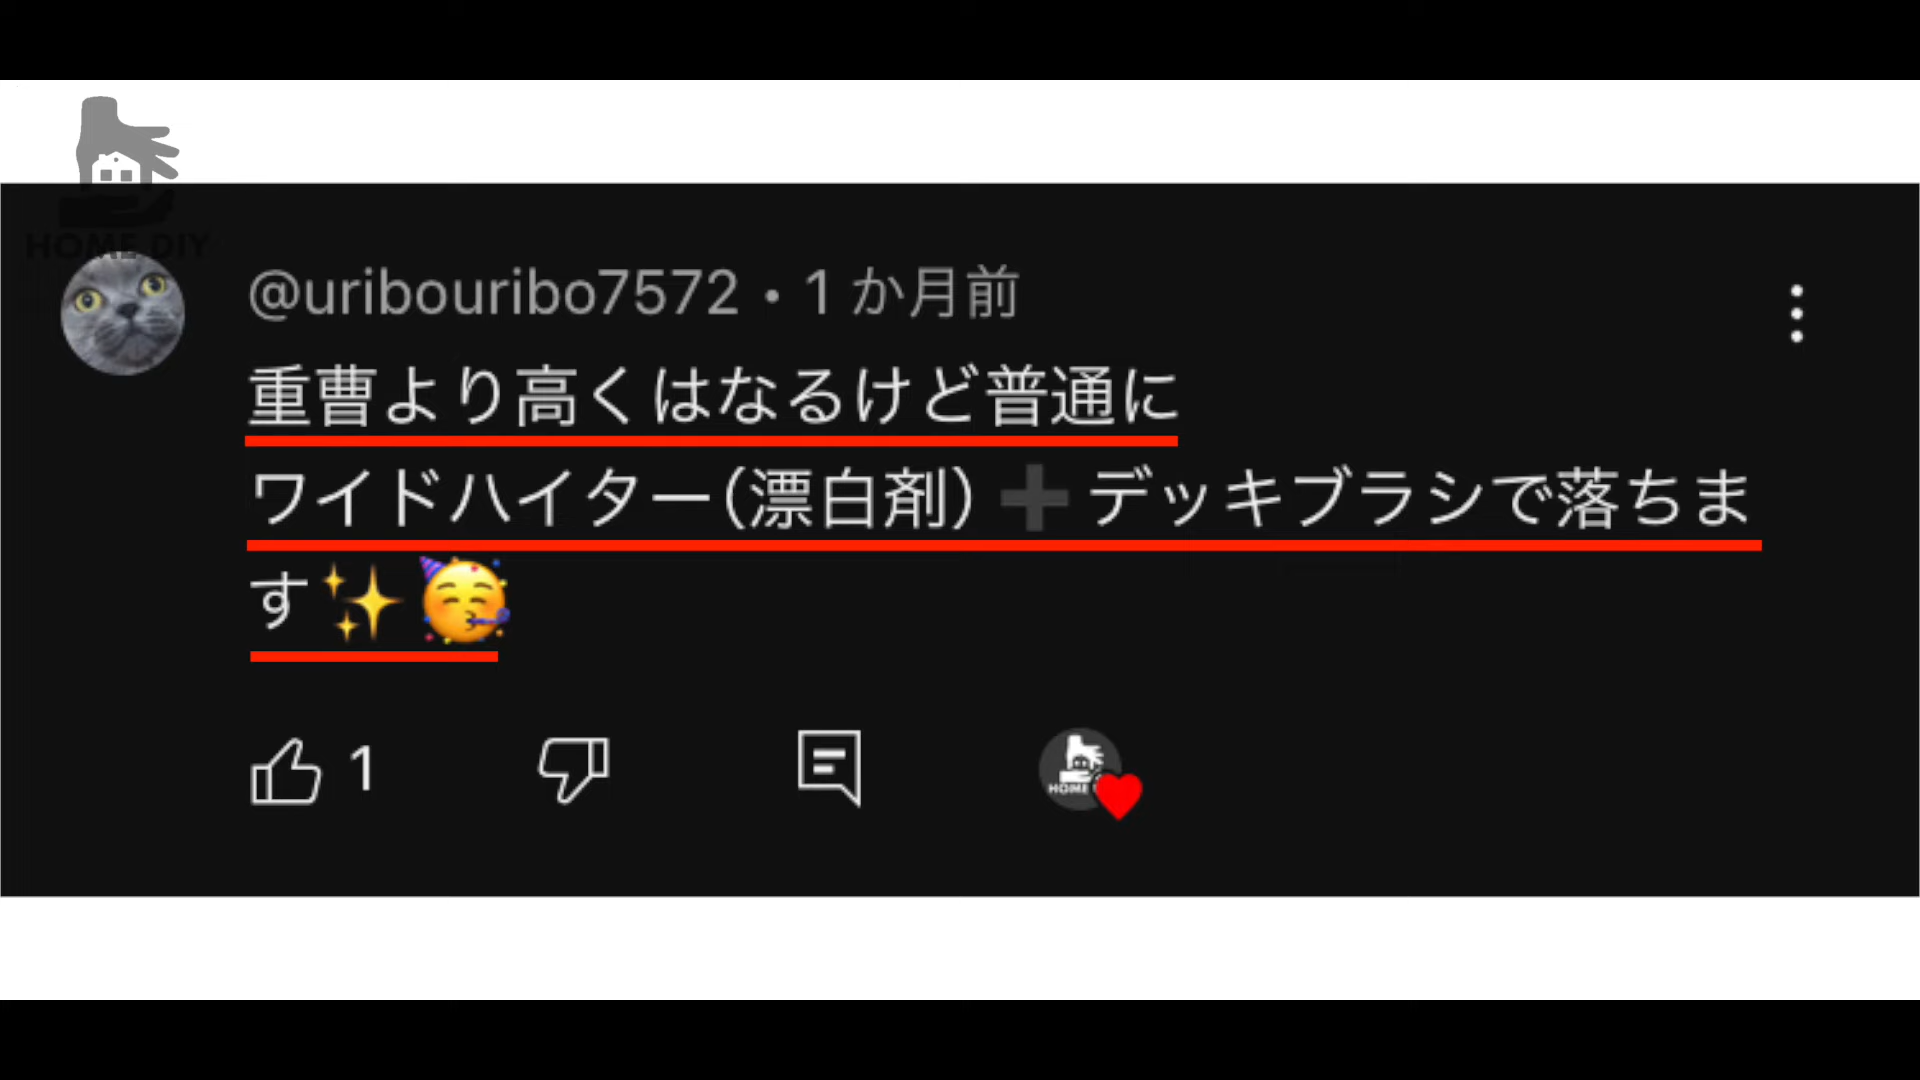 HOME DIY
@uribouribo7572・1 か月前
重曹より高くはなるけど普通に
ワイドハイター(漂白剤)➕デッキブラシで落ちま
す✨🥳
1
HOME